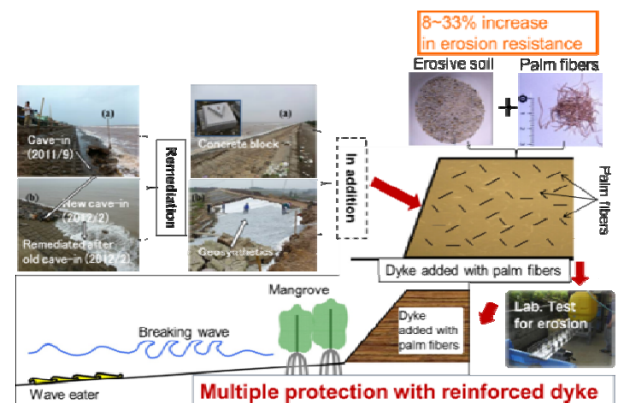 8~33% increase
in erosion resistance
Erosive soil
Palm fibers
+
(a)
Cave-in
(2011/9)
(b)
New cave-in
(2012/2)
Remediated after
old cave-in (2012/2)
Remediation
(a)
Concrete block
(b)
Geosynthetics
In addition
Palm
fibers
Dyke added with palm fibers
Lab. Test
for erosion
Mangrove
Breaking wave
Dyke
added with
palm fibers
Wave eater
Multiple protection with reinforced dyke